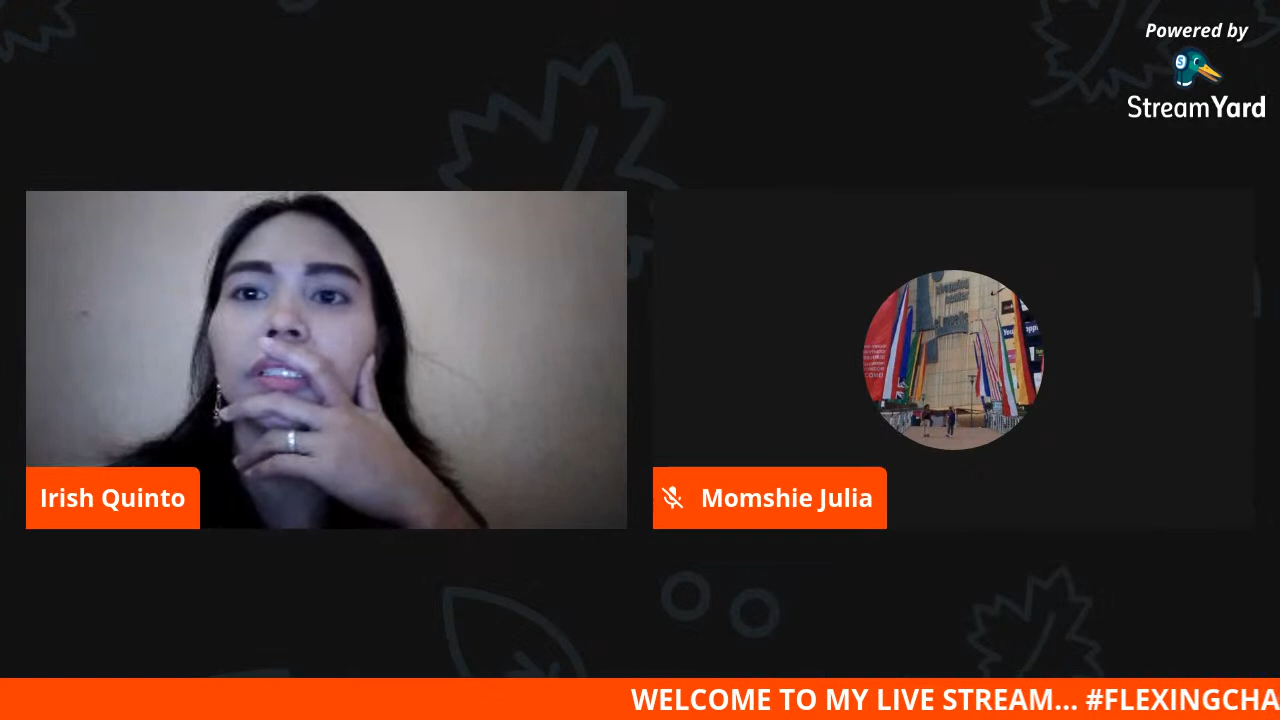 Powered by
StreamYard
Irish Quinto
Momshie Julia
WELCOME TO MY LIVE STREAM... #FLEXINGCHA